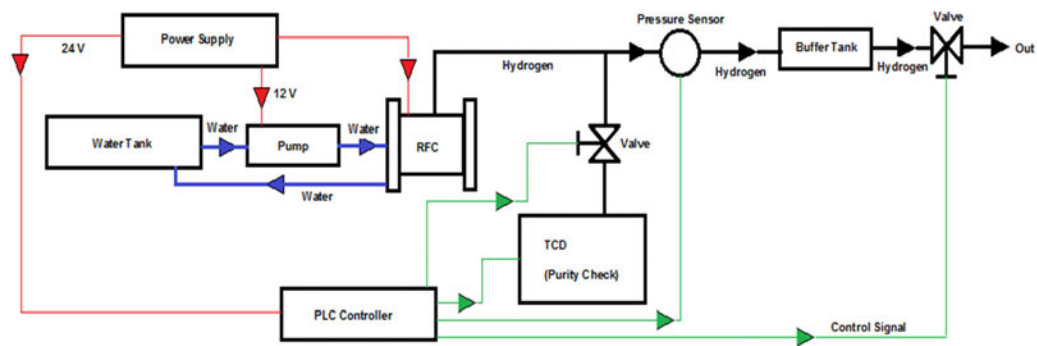 Pressure Sensor
Valve
Power Supply
24 V
Buffer Tank
Out
Hydrogen
Hydrogen
Hydrogen
12 V
Water
Water
Water Tank
Pump
RFC
Valve
Water
TCD
(Purity Check)
PLC Controller
Control Signal